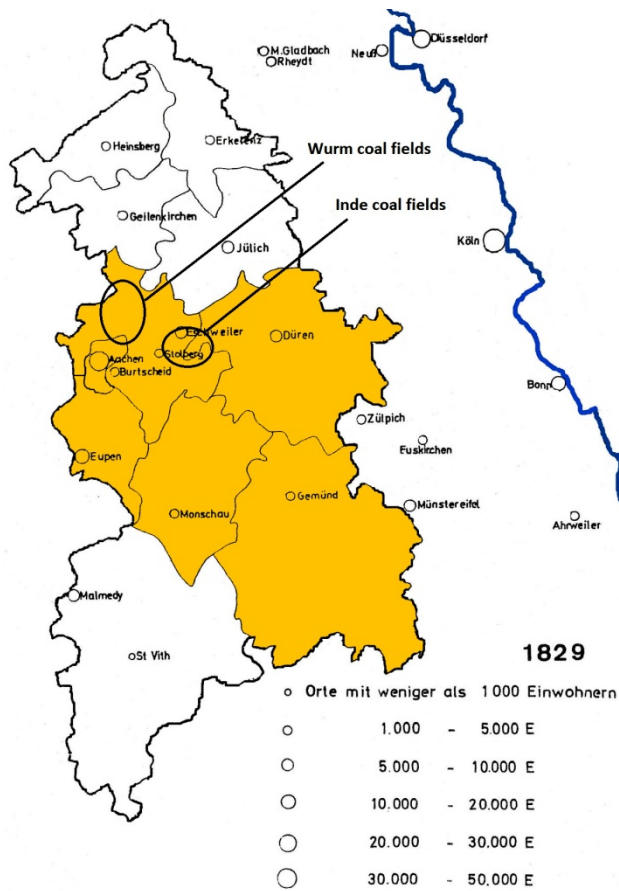 Düsseldorf
M.Gladbach
Neuß
Rheydt
Heinsberg
Erkelenz
Wurm coal fields
Geilenkirchen
Inde coal fields
Jülich
Köln
Eschweiler
Düren
Stolberg
Aachen
Burtscheid
Bonn
Zülpich
Euskirchen
Eupen
Gemünd
Münstereifel
Monschau
Ahrweiler
Malmedy
St Vith
1829
Orte mit weniger als 1 000 Einwohnern
1.000 - 5.000 E
5.000 - 10.000 E
10.000 - 20.000 E
20.000 - 30.000 E
30.000 - 50.000 E